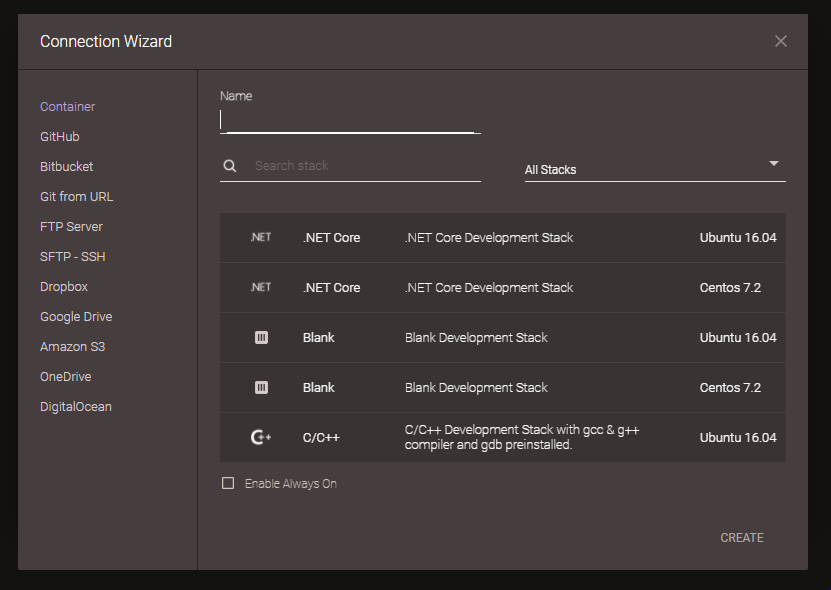 Connection Wizard
Container
GitHub
Bitbucket
Git from URL
FTP Server
SFTP - SSH
Dropbox
Google Drive
Amazon S3
OneDrive
DigitalOcean
Name
Search stack
All Stacks
.NET .NET Core .NET Core Development Stack Ubuntu 16.04
.NET .NET Core .NET Core Development Stack Centos 7.2
Blank Blank Development Stack Ubuntu 16.04
Blank Blank Development Stack Centos 7.2
C++ C/C++ C/C++ Development Stack with gcc & g++ Ubuntu 16.04
compiler and gdb preinstalled.
Enable Always On
CREATE